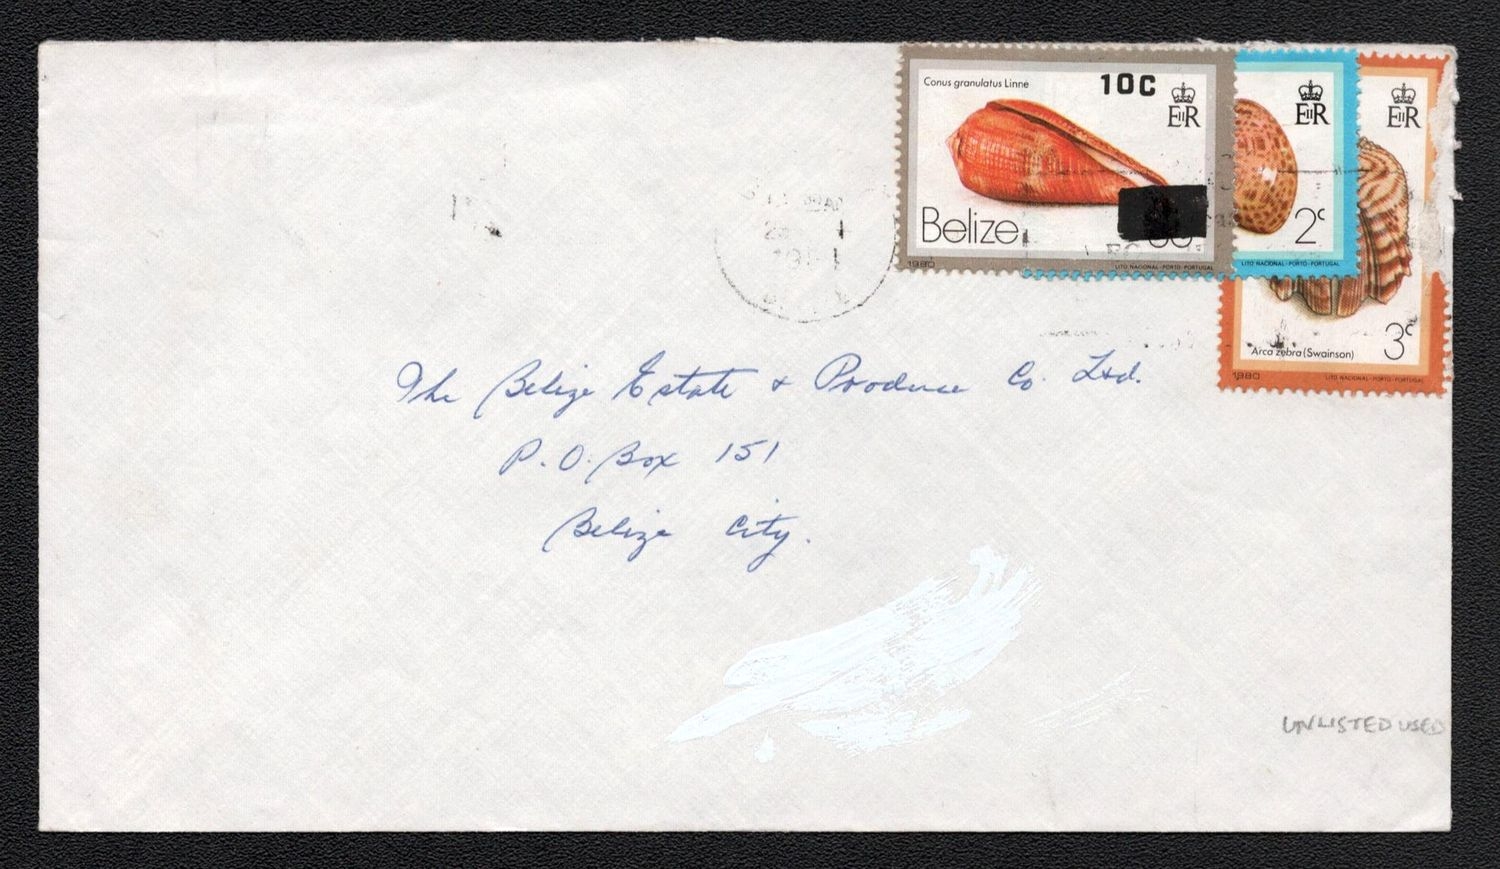 Conus granulatus Linne
10C
EIIR
Belize
1980
LITO NACIONAL · PORTO · PORTUGAL
EIIR
2c
LITO NACIONAL · PORTO · PORTUGAL
EIIR
3c
Arca zebra (Swainson)
1980
LITO NACIONAL · PORTO · PORTUGAL
The Belize Estate & Produce Co. Ltd.
P.O. Box 151
Belize City.
UNLISTED USED